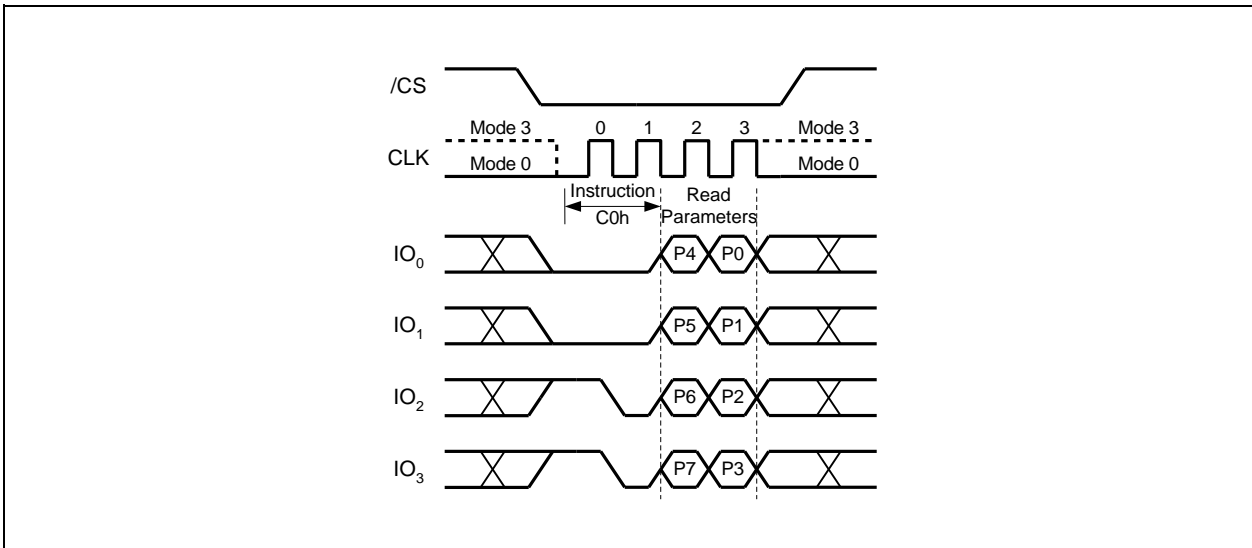 /CS
Mode 3 0 1 2 3 Mode 3
CLK
Mode 0 Mode 0
Instruction Read
C0h Parameters
IO0 P4 P0
IO1 P5 P1
IO2 P6 P2
IO3 P7 P3